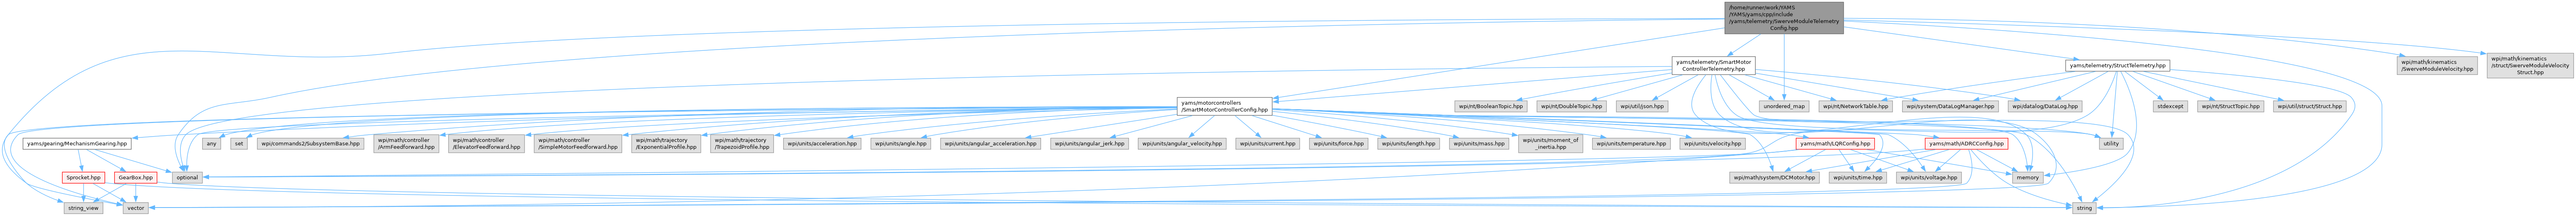 /home/runner/work/YAMS
/YAMS/yams/cpp/include
/yams/telemetry/SwerveModuleTelemetry
Config.hpp
yams/telemetry/SmartMotor
ControllerTelemetry.hpp
yams/telemetry/StructTelemetry.hpp
wpi/math/kinematics
/SwerveModuleVelocity.hpp
wpi/math/kinematics
/struct/SwerveModuleVelocity
Struct.hpp
yams/motorcontrollers
/SmartMotorControllerConfig.hpp
wpi/nt/BooleanTopic.hpp
wpi/nt/DoubleTopic.hpp
wpi/util/json.hpp
unordered_map
wpi/nt/NetworkTable.hpp
wpi/system/DataLogManager.hpp
wpi/datalog/DataLog.hpp
stdexcept
wpi/nt/StructTopic.hpp
wpi/util/struct/Struct.hpp
yams/gearing/MechanismGearing.hpp
any
set
wpi/commands2/SubsystemBase.hpp
wpi/math/controller
/ArmFeedforward.hpp
wpi/math/controller
/ElevatorFeedforward.hpp
wpi/math/controller
/SimpleMotorFeedforward.hpp
wpi/math/trajectory
/ExponentialProfile.hpp
wpi/math/trajectory
/TrapezoidProfile.hpp
wpi/units/acceleration.hpp
wpi/units/angle.hpp
wpi/units/angular_acceleration.hpp
wpi/units/angular_jerk.hpp
wpi/units/angular_velocity.hpp
wpi/units/current.hpp
wpi/units/force.hpp
wpi/units/length.hpp
wpi/units/mass.hpp
wpi/units/moment_of
_inertia.hpp
wpi/units/temperature.hpp
wpi/units/velocity.hpp
yams/math/LQRConfig.hpp
yams/math/ADRCConfig.hpp
utility
Sprocket.hpp
GearBox.hpp
optional
wpi/math/system/DCMotor.hpp
wpi/units/time.hpp
wpi/units/voltage.hpp
memory
string_view
vector
string